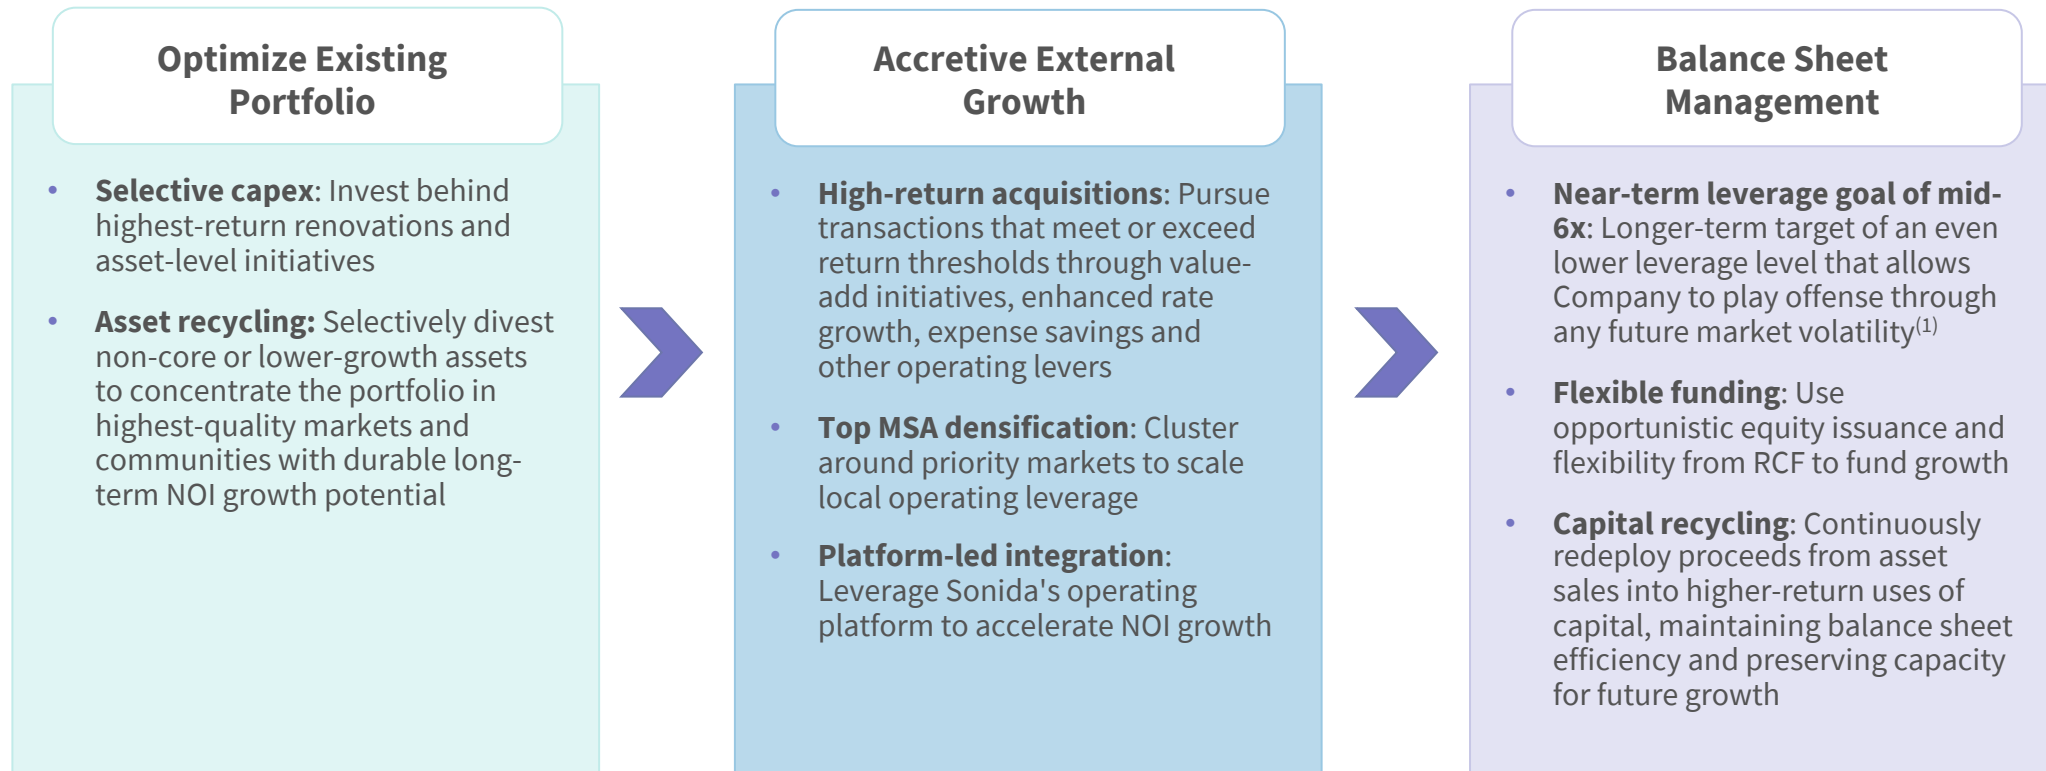 Optimize Existing
Portfolio
• Selective capex: Invest behind
highest-return renovations and
asset-level initiatives
• Asset recycling: Selectively divest
non-core or lower-growth assets
to concentrate the portfolio in
highest-quality markets and
communities with durable long-
term NOI growth potential
Accretive External
Growth
• High-return acquisitions: Pursue
transactions that meet or exceed
return thresholds through value-
add initiatives, enhanced rate
growth, expense savings and
other operating levers
• Top MSA densification: Cluster
around priority markets to scale
local operating leverage
• Platform-led integration:
Leverage Sonida's operating
platform to accelerate NOI growth
Balance Sheet
Management
• Near-term leverage goal of mid-
6x: Longer-term target of an even
lower leverage level that allows
Company to play offense through
any future market volatility(1)
• Flexible funding: Use
opportunistic equity issuance and
flexibility from RCF to fund growth
• Capital recycling: Continuously
redeploy proceeds from asset
sales into higher-return uses of
capital, maintaining balance sheet
efficiency and preserving capacity
for future growth